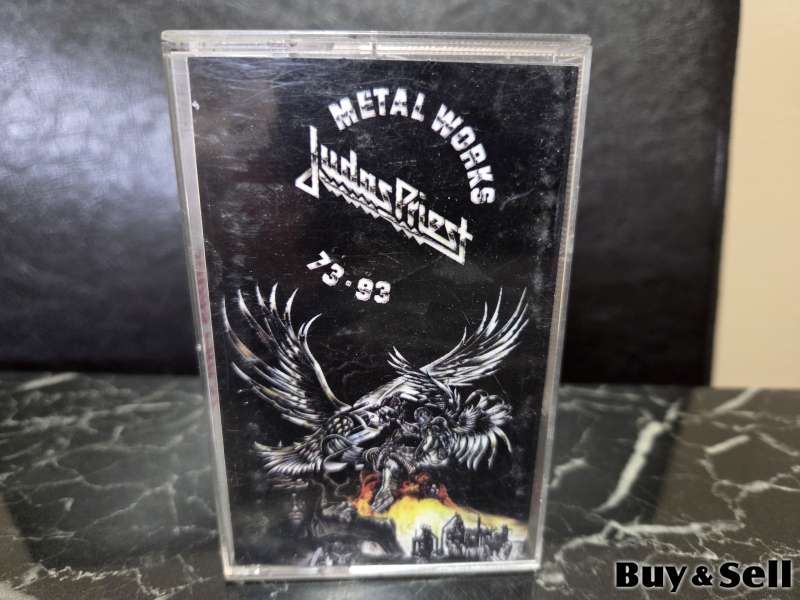 METAL WORKS
Judas Priest
73·93
Buy & Sell